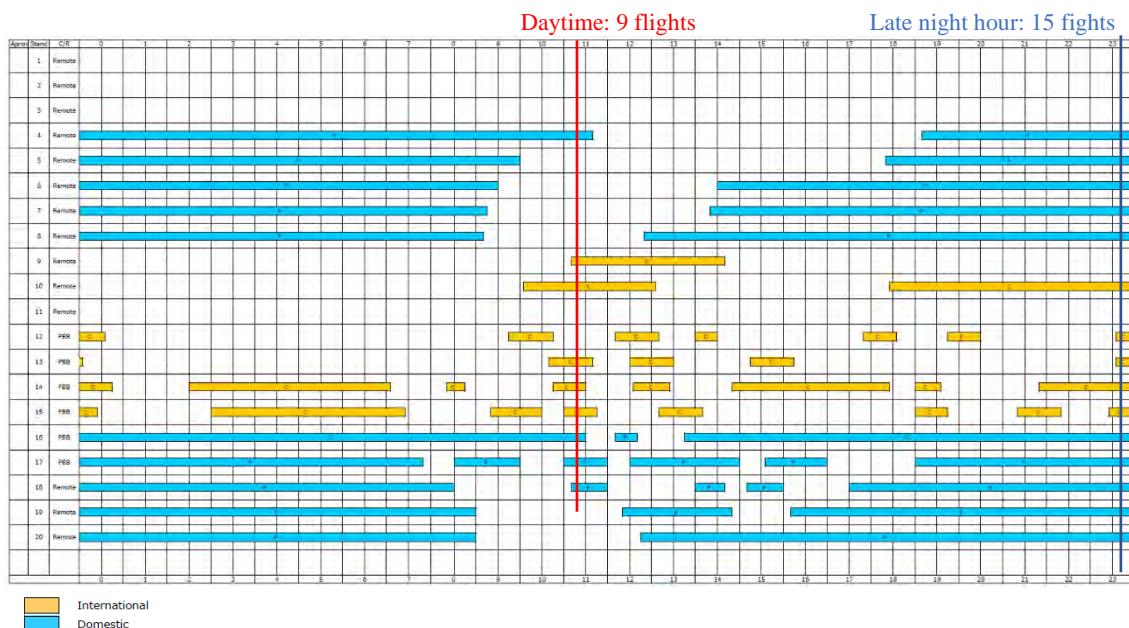 Daytime: 9 flights
Late night hour: 15 fights
Apron Stand C/R 0 1 2 3 4 5 6 7 8 9 10 11 12 13 14 15 16 17 18 19 20 21 22 23
1 Remote
2 Remote
3 Remote
4 Remote
5 Remote
6 Remote
7 Remote
8 Remote
9 Remote
10 Remote
11 Remote
12 PBB
13 PBB
14 PBB
15 PBB
16 PBB
17 PBB
18 Remote
19 Remote
20 Remote
0 1 2 3 4 5 6 7 8 9 10 11 12 13 14 15 16 17 18 19 20 21 22 23
International
Domestic